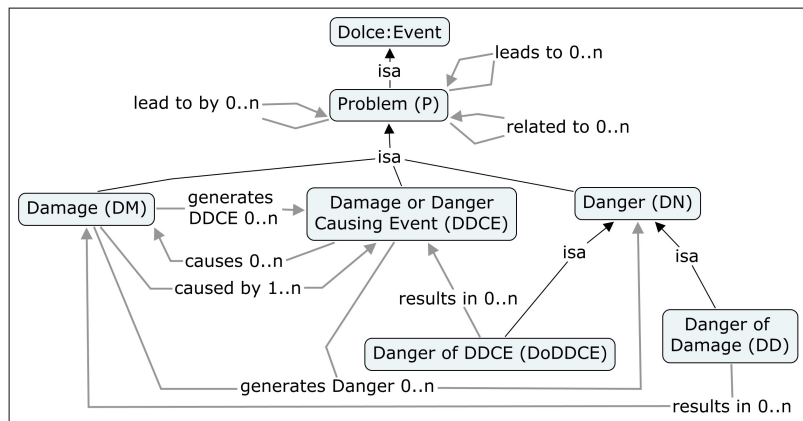 Dolce:Event
isa
leads to 0..n
lead to by 0..n
Problem (P)
related to 0..n
isa
Damage (DM)
generates
DDCE 0..n
Damage or Danger
Causing Event (DDCE)
Danger (DN)
causes 0..n
isa
isa
caused by 1..n
results in 0..n
Danger of DDCE (DoDDCE)
Danger of
Damage (DD)
generates Danger 0..n
results in 0..n